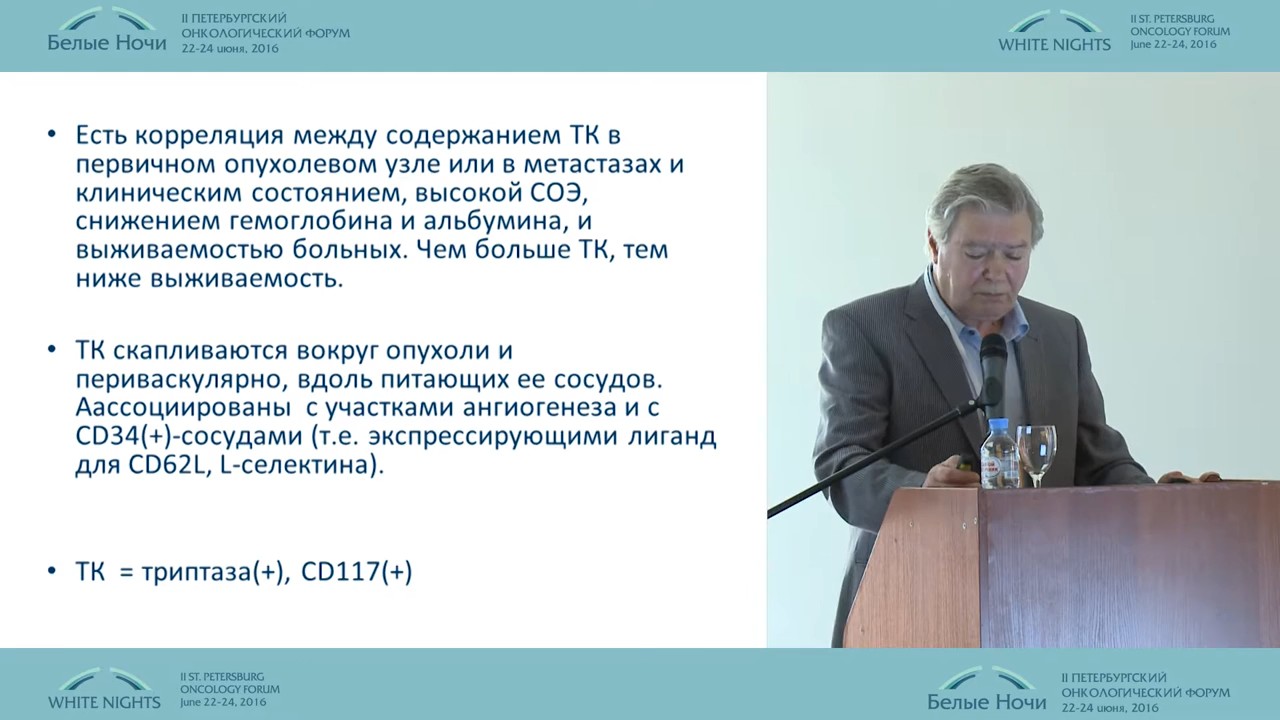 Белые Ночи
II ПЕТЕРБУРГСКИЙ
ОНКОЛОГИЧЕСКИЙ ФОРУМ
22-24 июня, 2016
WHITE NIGHTS
II ST. PETERSBURG
ONCOLOGY FORUM
June 22-24, 2016
• Есть корреляция между содержанием ТК в
первичном опухолевом узле или в метастазах и
клиническим состоянием, высокой СОЭ,
снижением гемоглобина и альбумина, и
выживаемостью больных. Чем больше ТК, тем
ниже выживаемость.
• ТК скапливаются вокруг опухоли и
периваскулярно, вдоль питающих ее сосудов.
Аассоциированы с участками ангиогенеза и с
CD34(+)-сосудами (т.е. экспрессирующими лиганд
для CD62L, L-селектина).
• ТК = триптаза(+), CD117(+)
WHITE NIGHTS
II ST. PETERSBURG
ONCOLOGY FORUM
June 22-24, 2016
Белые Ночи
II ПЕТЕРБУРГСКИЙ
ОНКОЛОГИЧЕСКИЙ ФОРУМ
22-24 июня, 2016